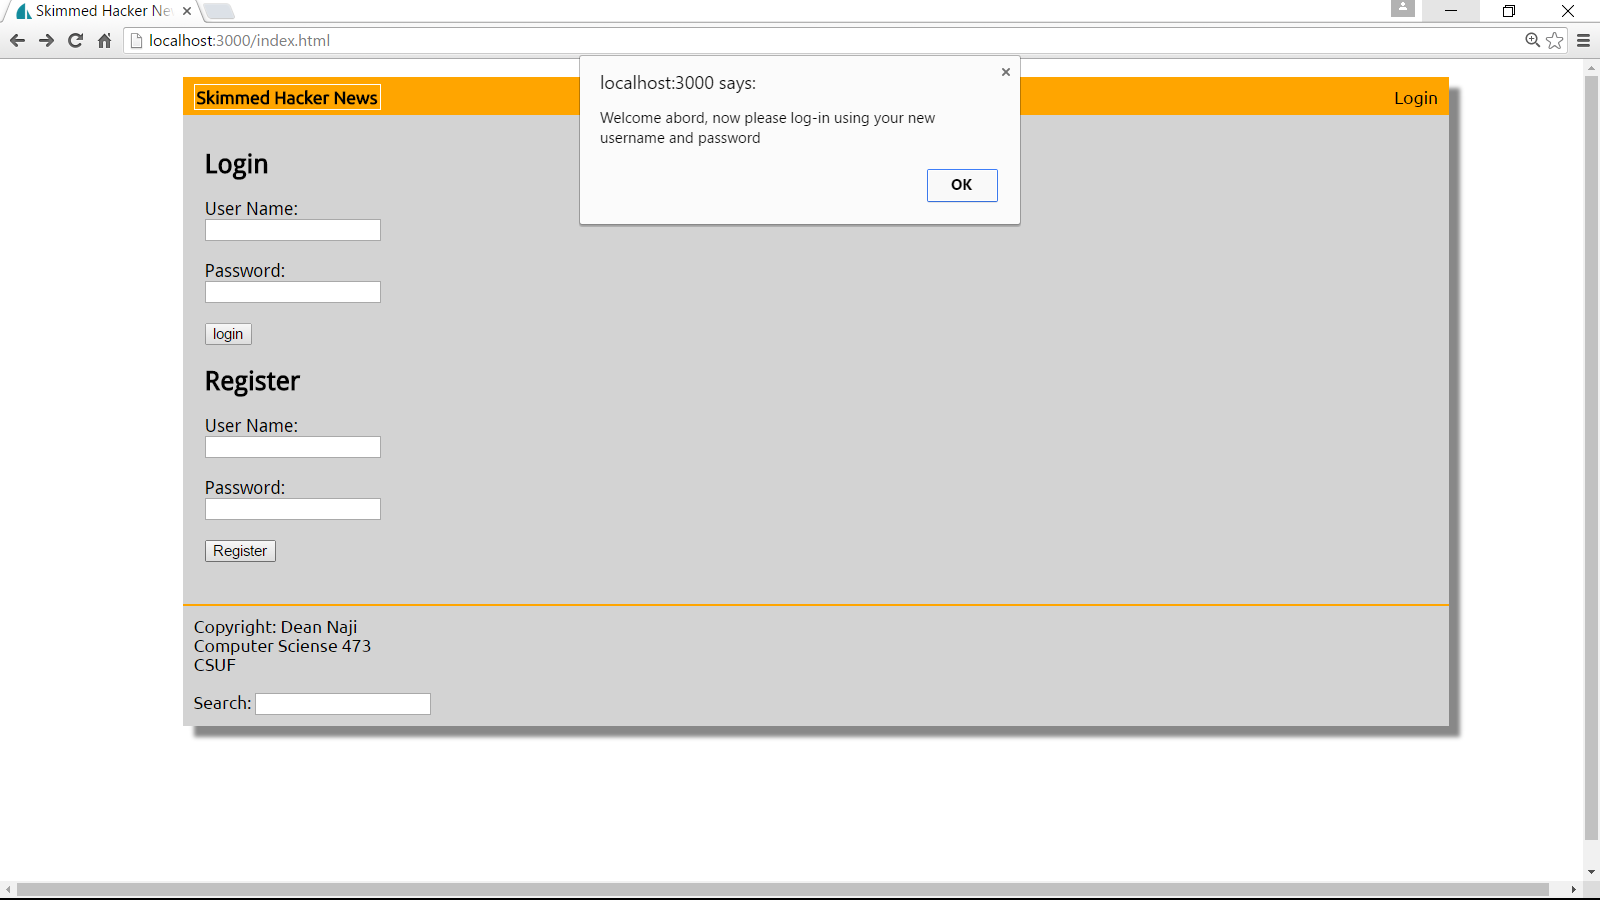 Skimmed Hacker Ne
localhost:3000/index.html
localhost:3000 says:
Welcome abord, now please log-in using your new
username and password
OK
Skimmed Hacker News
Login
Login
User Name:
Password:
login
Register
User Name:
Password:
Register
Copyright: Dean Naji
Computer Sciense 473
CSUF
Search: